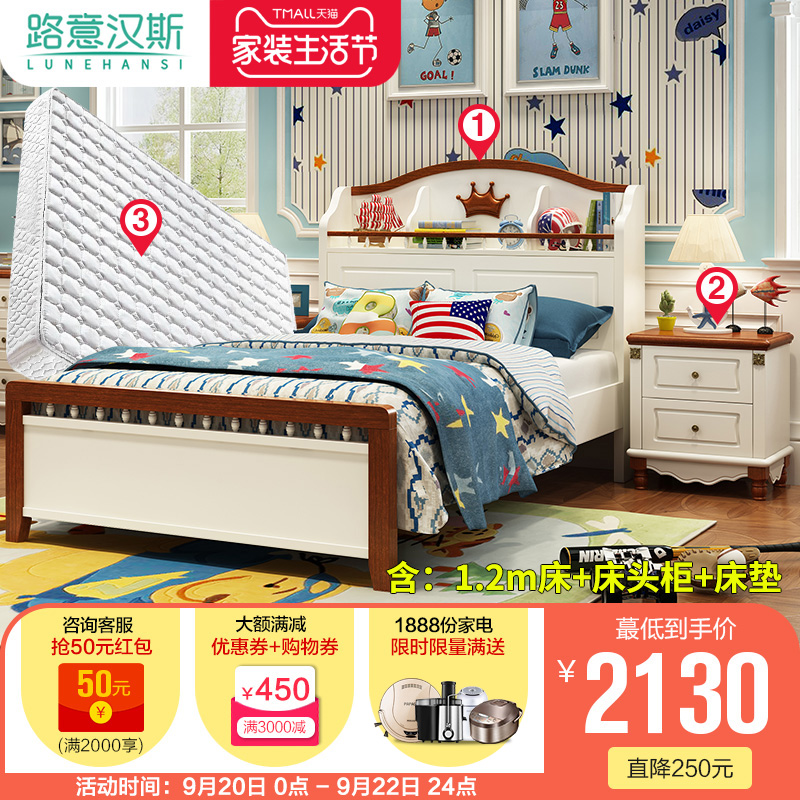 路意汉斯
LUNEHANSI
TMALL天猫
家装生活节
GOAL!
SLAM DUNK
daisy
1
2
3
含：1.2m床+床头柜+床垫
咨询客服
抢50元红包
50元
¥
(满2000享)
大额满减
优惠券+购物券
¥450
满3000减
1888份家电
限时限量满送
最低到手价
¥2130
直降250元
活动时间：9月20日 0点 - 9月22日 24点